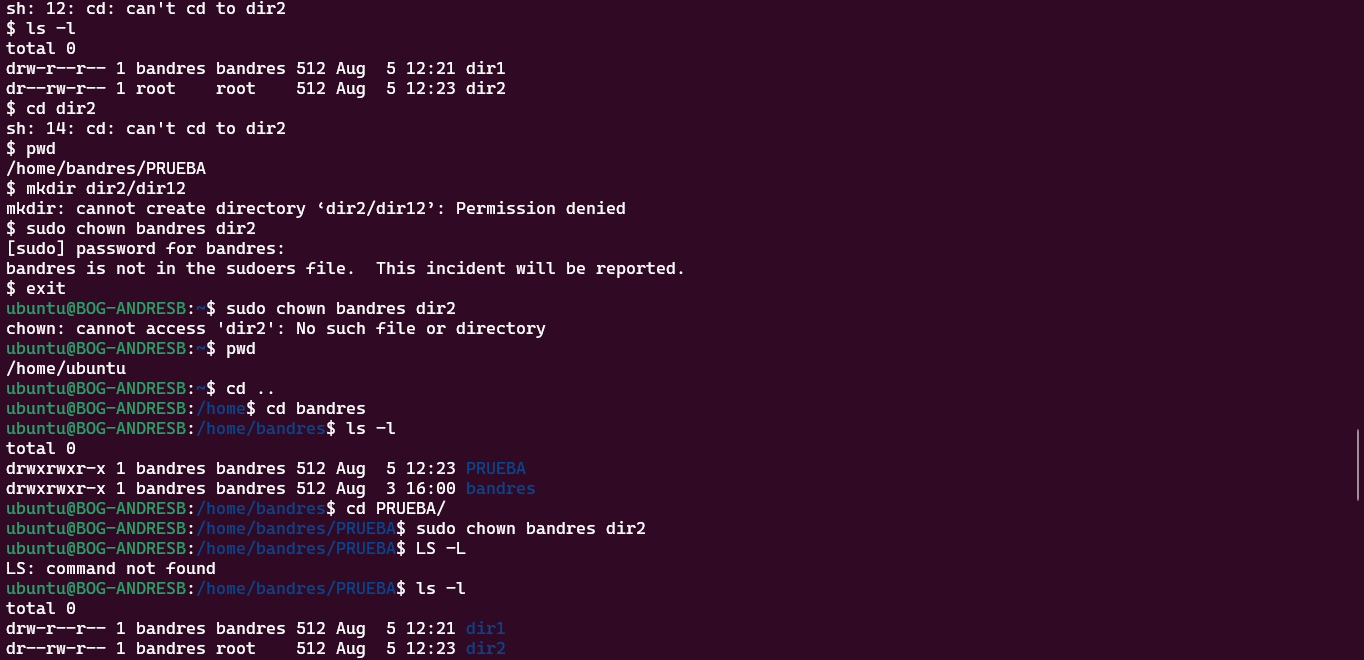 sh: 12: cd: can't cd to dir2
$ ls -l
total 0
drw-r--r-- 1 bandres bandres 512 Aug  5 12:21 dir1
dr--rw-r-- 1 root    root    512 Aug  5 12:23 dir2
$ cd dir2
sh: 14: cd: can't cd to dir2
$ pwd
/home/bandres/PRUEBA
$ mkdir dir2/dir12
mkdir: cannot create directory ‘dir2/dir12’: Permission denied
$ sudo chown bandres dir2
[sudo] password for bandres:
bandres is not in the sudoers file.  This incident will be reported.
$ exit
ubuntu@BOG-ANDRESB:~$ sudo chown bandres dir2
chown: cannot access 'dir2': No such file or directory
ubuntu@BOG-ANDRESB:~$ pwd
/home/ubuntu
ubuntu@BOG-ANDRESB:~$ cd ..
ubuntu@BOG-ANDRESB:/home$ cd bandres
ubuntu@BOG-ANDRESB:/home/bandres$ ls -l
total 0
drwxrwxr-x 1 bandres bandres 512 Aug  5 12:23 PRUEBA
drwxrwxr-x 1 bandres bandres 512 Aug  3 16:00 bandres
ubuntu@BOG-ANDRESB:/home/bandres$ cd PRUEBA/
ubuntu@BOG-ANDRESB:/home/bandres/PRUEBA$ sudo chown bandres dir2
ubuntu@BOG-ANDRESB:/home/bandres/PRUEBA$ LS -L
LS: command not found
ubuntu@BOG-ANDRESB:/home/bandres/PRUEBA$ ls -l
total 0
drw-r--r-- 1 bandres bandres 512 Aug  5 12:21 dir1
dr--rw-r-- 1 bandres root    512 Aug  5 12:23 dir2